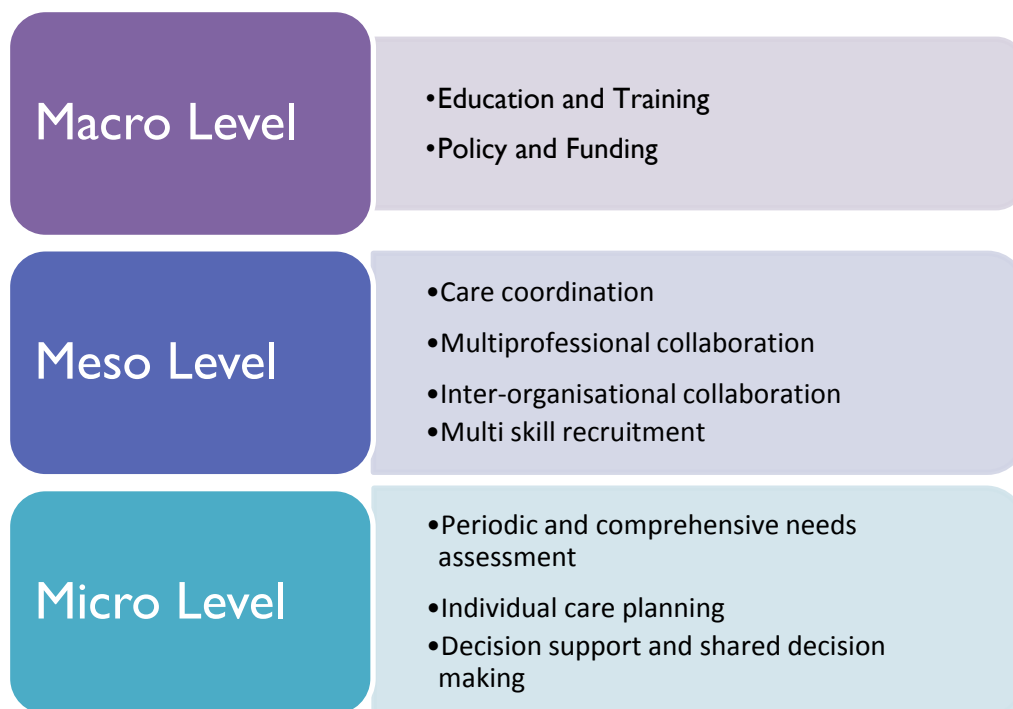 Macro Level
•Education and Training
•Policy and Funding
Meso Level
•Care coordination
•Multiprofessional collaboration
•Inter-organisational collaboration
•Multi skill recruitment
Micro Level
•Periodic and comprehensive needs
assessment
•Individual care planning
•Decision support and shared decision
making